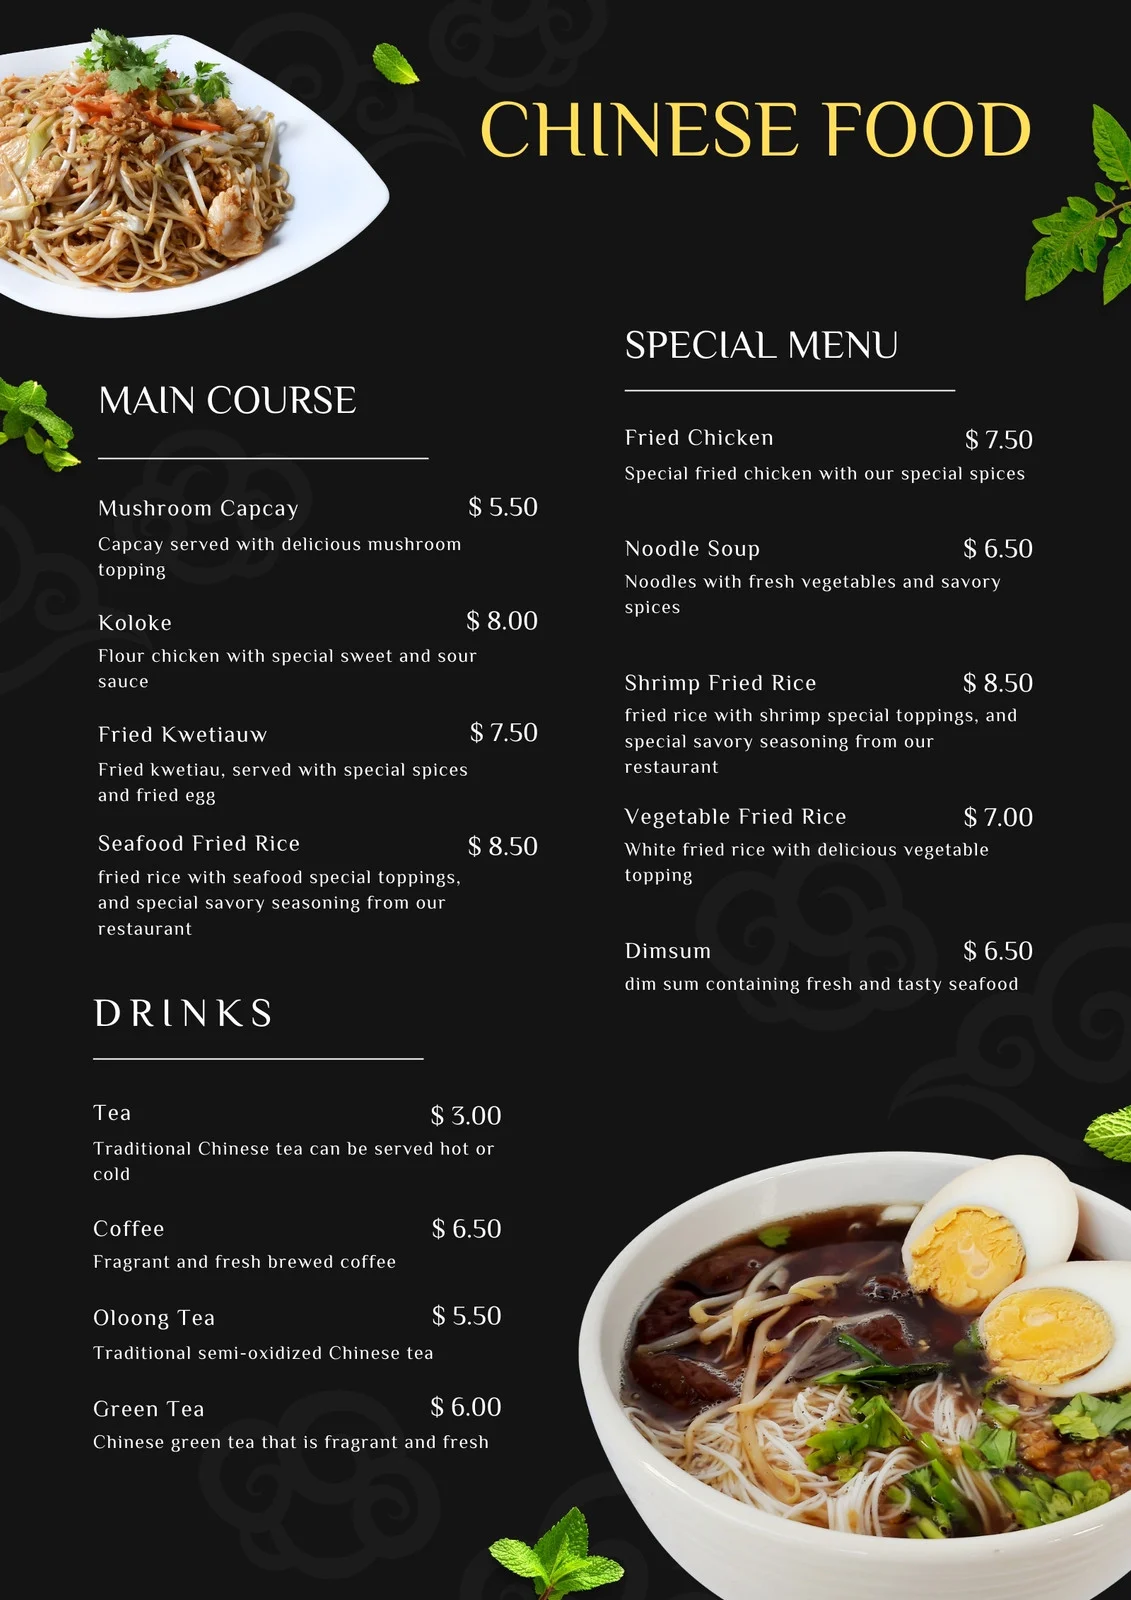 CHINESE FOOD
MAIN COURSE
Mushroom Capcay $ 5.50
Capcay served with delicious mushroom
topping
Koloke $ 8.00
Flour chicken with special sweet and sour
sauce
Fried Kwetiauw $ 7.50
Fried kwetiau, served with special spices
and fried egg
Seafood Fried Rice $ 8.50
fried rice with seafood special toppings,
and special savory seasoning from our
restaurant
DRINKS
Tea $ 3.00
Traditional Chinese tea can be served hot or
cold
Coffee $ 6.50
Fragrant and fresh brewed coffee
Oloong Tea $ 5.50
Traditional semi-oxidized Chinese tea
Green Tea $ 6.00
Chinese green tea that is fragrant and fresh
SPECIAL MENU
Fried Chicken $ 7.50
Special fried chicken with our special spices
Noodle Soup $ 6.50
Noodles with fresh vegetables and savory
spices
Shrimp Fried Rice $ 8.50
fried rice with shrimp special toppings, and
special savory seasoning from our
restaurant
Vegetable Fried Rice $ 7.00
White fried rice with delicious vegetable
topping
Dimsum $ 6.50
dim sum containing fresh and tasty seafood